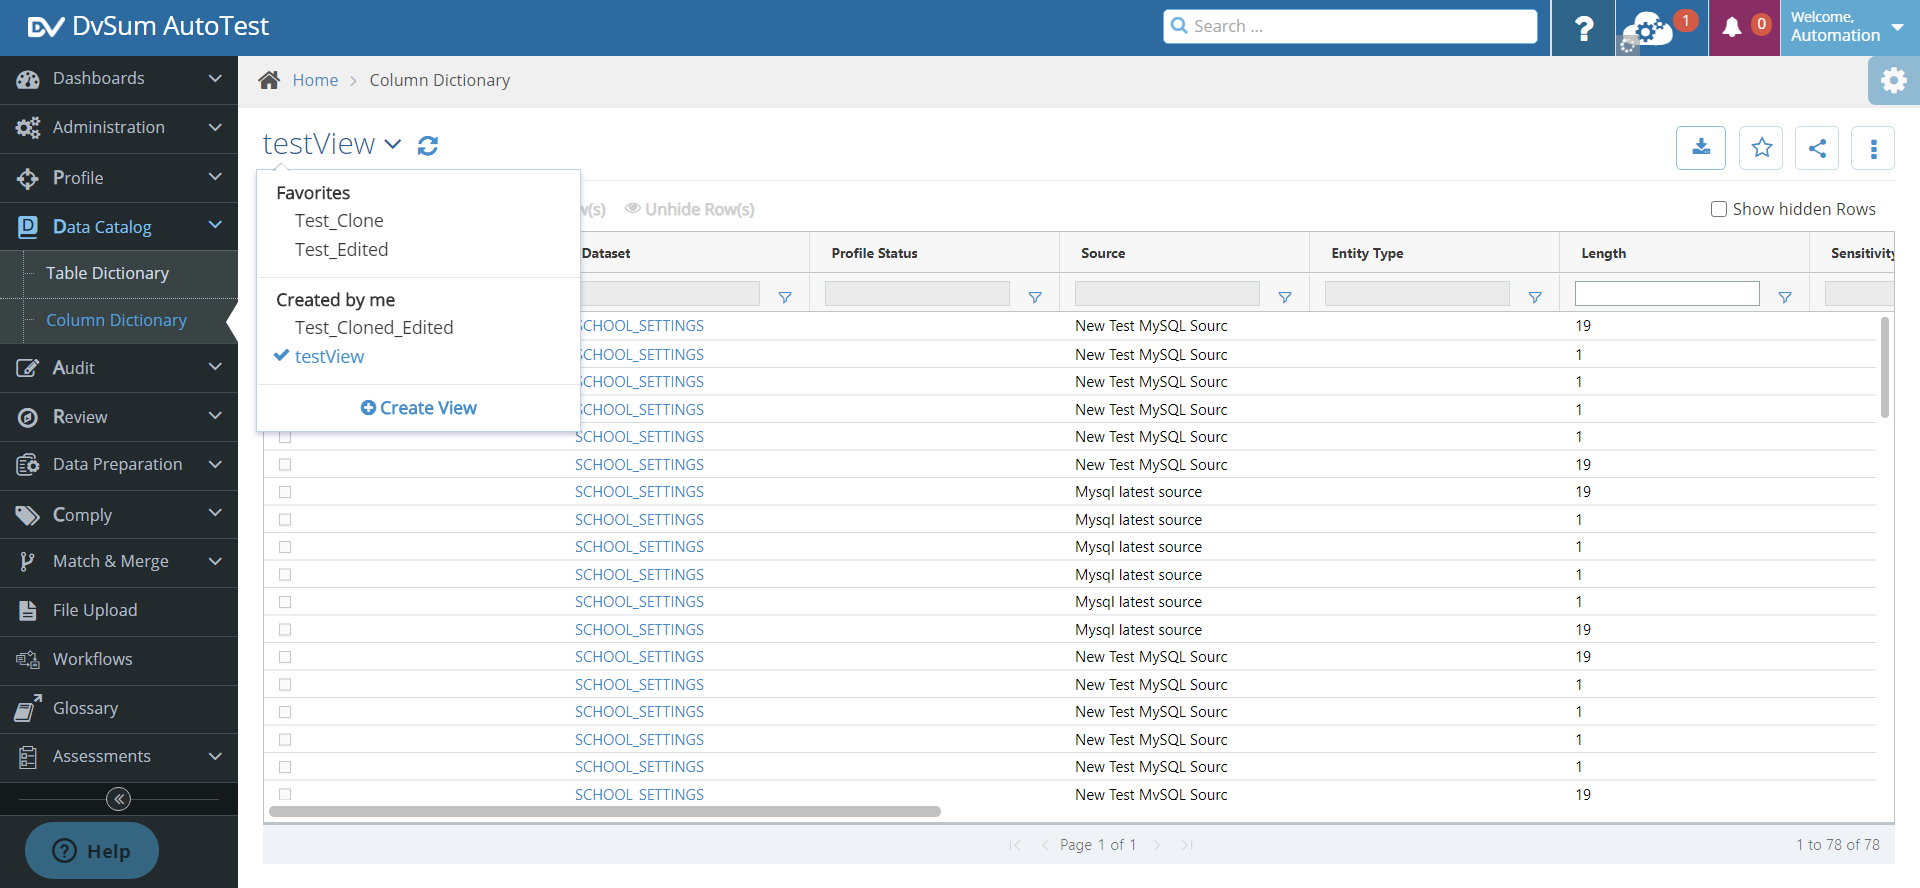 DvSum AutoTest
Search ...
?
1
0
Welcome,
Automation
Dashboards
Administration
Profile
Data Catalog
Table Dictionary
Column Dictionary
Audit
Review
Data Preparation
Comply
Match & Merge
File Upload
Workflows
Glossary
Assessments
Help
Home > Column Dictionary
testView
Favorites
Test_Clone
Test_Edited
Created by me
Test_Cloned_Edited
testView
Create View
w(s) Unhide Row(s)
Show hidden Rows
Dataset Profile Status Source Entity Type Length Sensitivity
SCHOOL_SETTINGS New Test MySQL Sourc 19
SCHOOL_SETTINGS New Test MySQL Sourc 1
SCHOOL_SETTINGS New Test MySQL Sourc 1
SCHOOL_SETTINGS New Test MySQL Sourc 1
SCHOOL_SETTINGS New Test MySQL Sourc 1
SCHOOL_SETTINGS New Test MySQL Sourc 19
SCHOOL_SETTINGS Mysql latest source 19
SCHOOL_SETTINGS Mysql latest source 1
SCHOOL_SETTINGS Mysql latest source 1
SCHOOL_SETTINGS Mysql latest source 1
SCHOOL_SETTINGS Mysql latest source 1
SCHOOL_SETTINGS Mysql latest source 19
SCHOOL_SETTINGS New Test MySQL Sourc 19
SCHOOL_SETTINGS New Test MySQL Sourc 1
SCHOOL_SETTINGS New Test MySQL Sourc 1
SCHOOL_SETTINGS New Test MySQL Sourc 1
SCHOOL_SETTINGS New Test MySQL Sourc 1
SCHOOL_SETTINGS New Test MySQL Sourc 19
Page 1 of 1
1 to 78 of 78